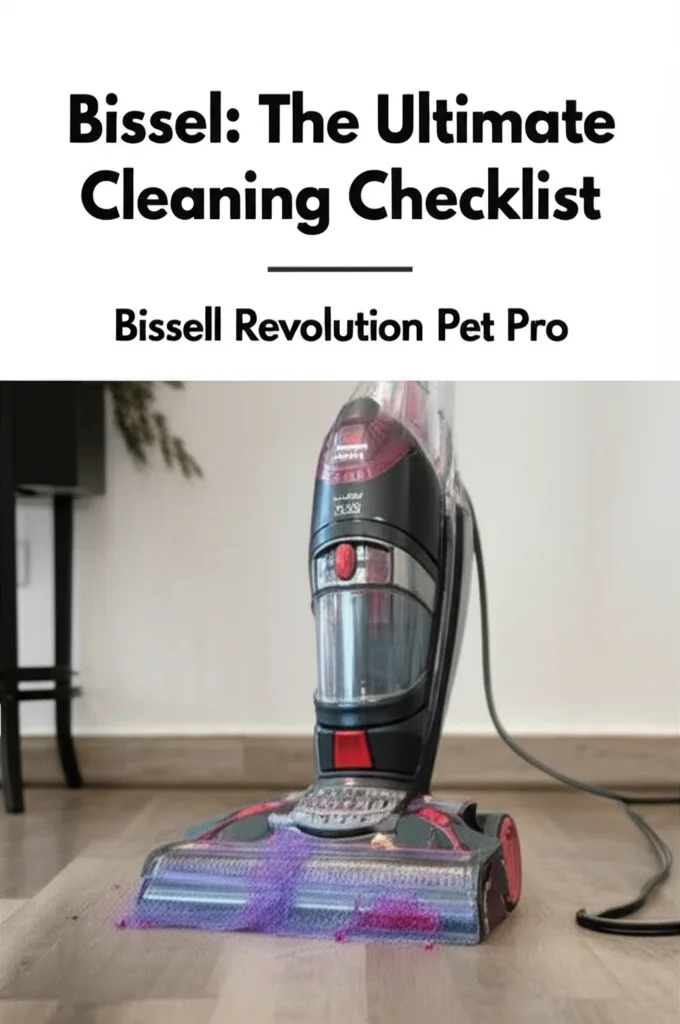 Bissel: The Ultimate
Cleaning Checklist
Bissell Revolution Pet Pro